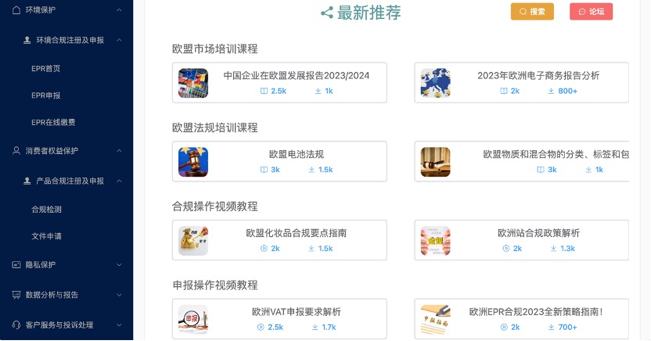 环境保护
环境合规注册及申报
EPR首页
EPR申报
EPR在线缴费
消费者权益保护
产品合规注册及申报
合规检测
文件申请
隐私保护
数据分析与报告
客户服务与投诉处理
最新推荐
搜索
论坛
欧盟市场培训课程
中国企业在欧盟发展报告2023/2024
2.5k
1k
2023年欧洲电子商务报告分析
2k
800+
欧盟法规培训课程
欧盟电池法规
3k
1.5k
欧盟物质和混合物的分类、标签和包
3k
1k
合规操作视频教程
欧盟化妆品合规要点指南
2k
1.5k
欧洲站合规政策解析
2k
1.3k
申报操作视频教程
申报
欧洲VAT申报要求解析
2.5k
1.7k
申报指南
欧洲EPR合规2023全新策略指南!
2k
700+